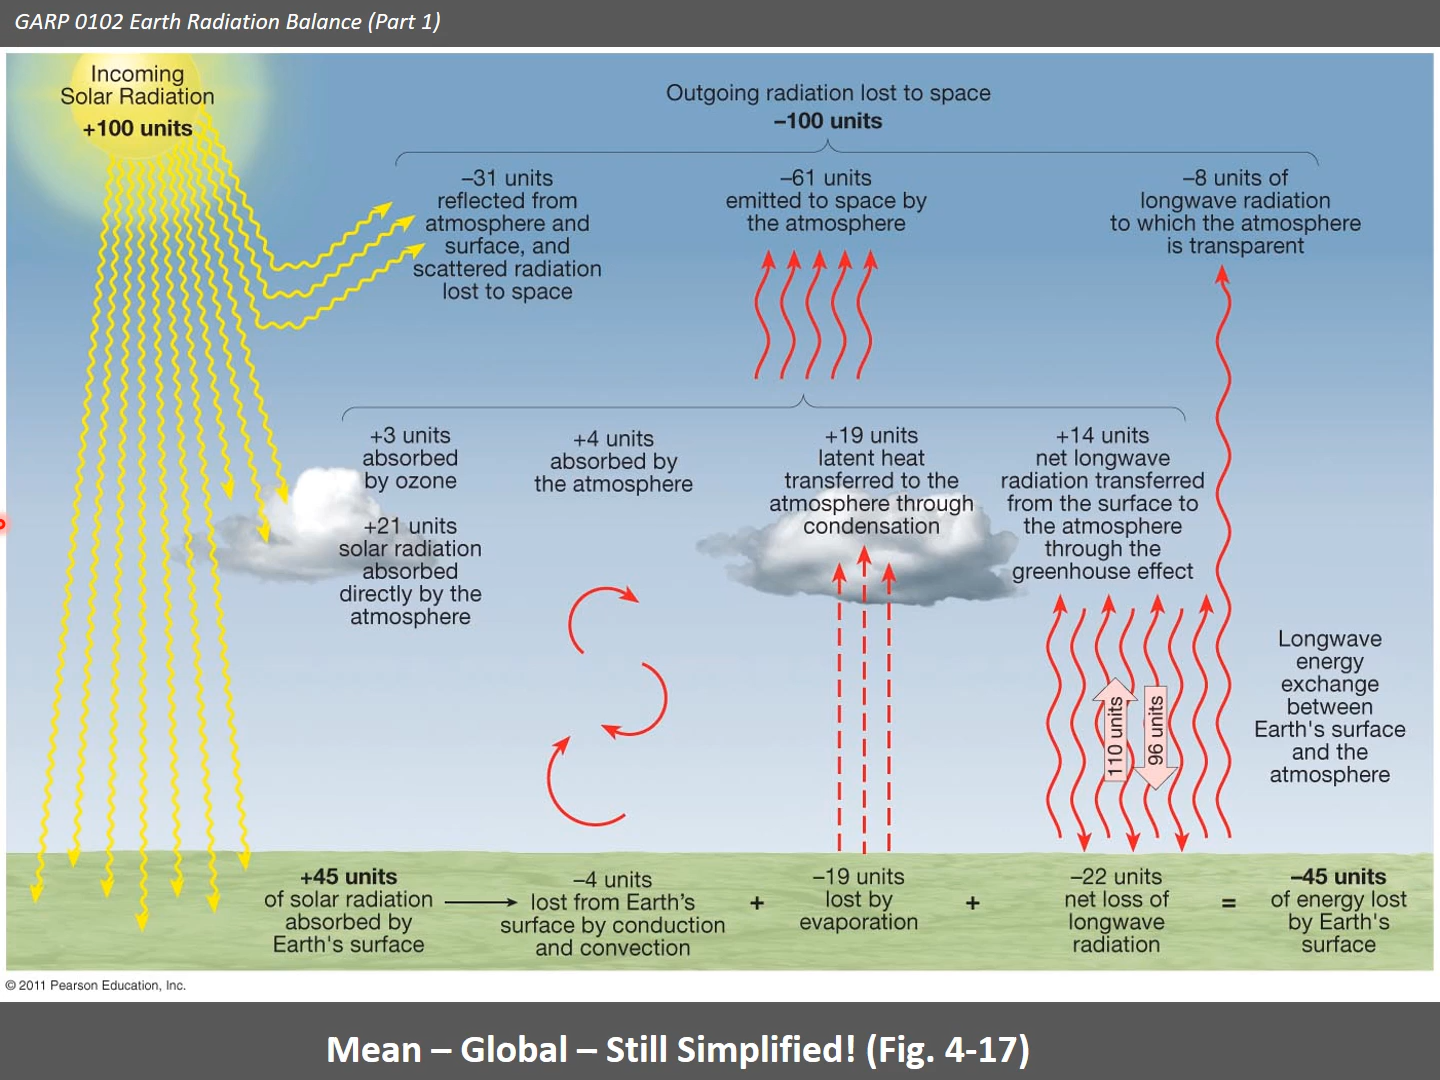 GARP 0102 Earth Radiation Balance (Part 1)
Incoming
Solar Radiation
+100 units
Outgoing radiation lost to space
–100 units
–31 units
reflected from
atmosphere and
surface, and
scattered radiation
lost to space
–61 units
emitted to space by
the atmosphere
–8 units of
longwave radiation
to which the atmosphere
is transparent
+3 units
absorbed
by ozone
+21 units
solar radiation
absorbed
directly by the
atmosphere
+4 units
absorbed by
the atmosphere
+19 units
latent heat
transferred to the
atmosphere through
condensation
+14 units
net longwave
radiation transferred
from the surface to
the atmosphere
through the
greenhouse effect
110 units
96 units
Longwave
energy
exchange
between
Earth's surface
and the
atmosphere
+45 units
of solar radiation
absorbed by
Earth's surface
–4 units
lost from Earth’s
surface by conduction
and convection
+
–19 units
lost by
evaporation
+
–22 units
net loss of
longwave
radiation
=
–45 units
of energy lost
by Earth's
surface
© 2011 Pearson Education, Inc.
Mean – Global – Still Simplified! (Fig. 4-17)